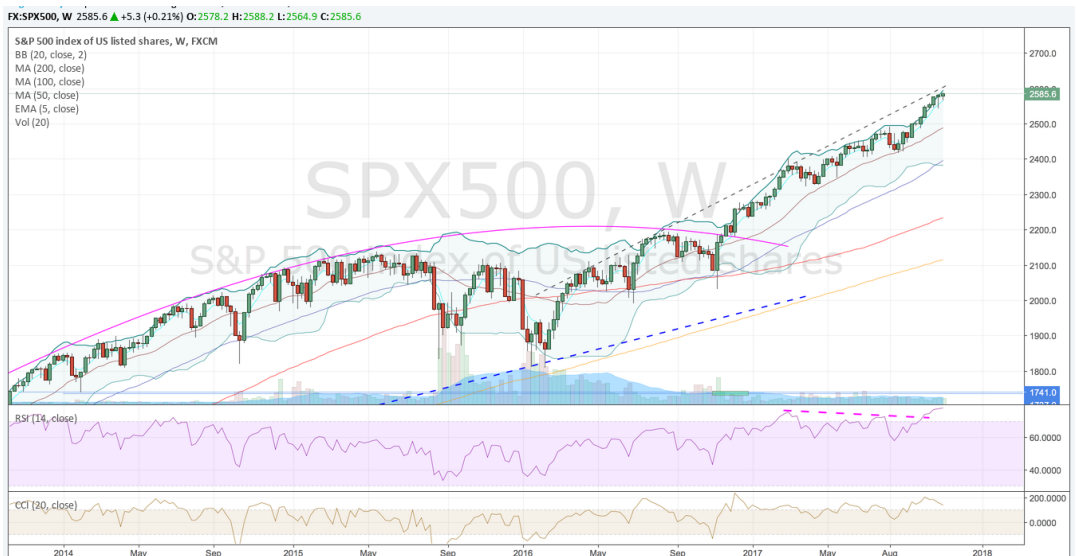 FX:SPX500, W 2585.6 ▲ +5.3 (+0.21%) O:2578.2 H:2588.2 L:2564.9 C:2585.6
S&P 500 index of US listed shares, W, FXCM
BB (20, close, 2)
MA (200, close)
MA (100, close)
MA (50, close)
EMA (5, close)
Vol (20)
SPX500, W
S&P 500 index of US listed shares
2700.0
2585.6
2500.0
2400.0
2300.0
2200.0
2100.0
2000.0
1900.0
1800.0
1741.0
RSI (14, close)
60.0000
40.0000
CCI (20, close)
200.0000
0.0000
2014 May Sep 2015 May Sep 2016 May Sep 2017 May Aug 2018